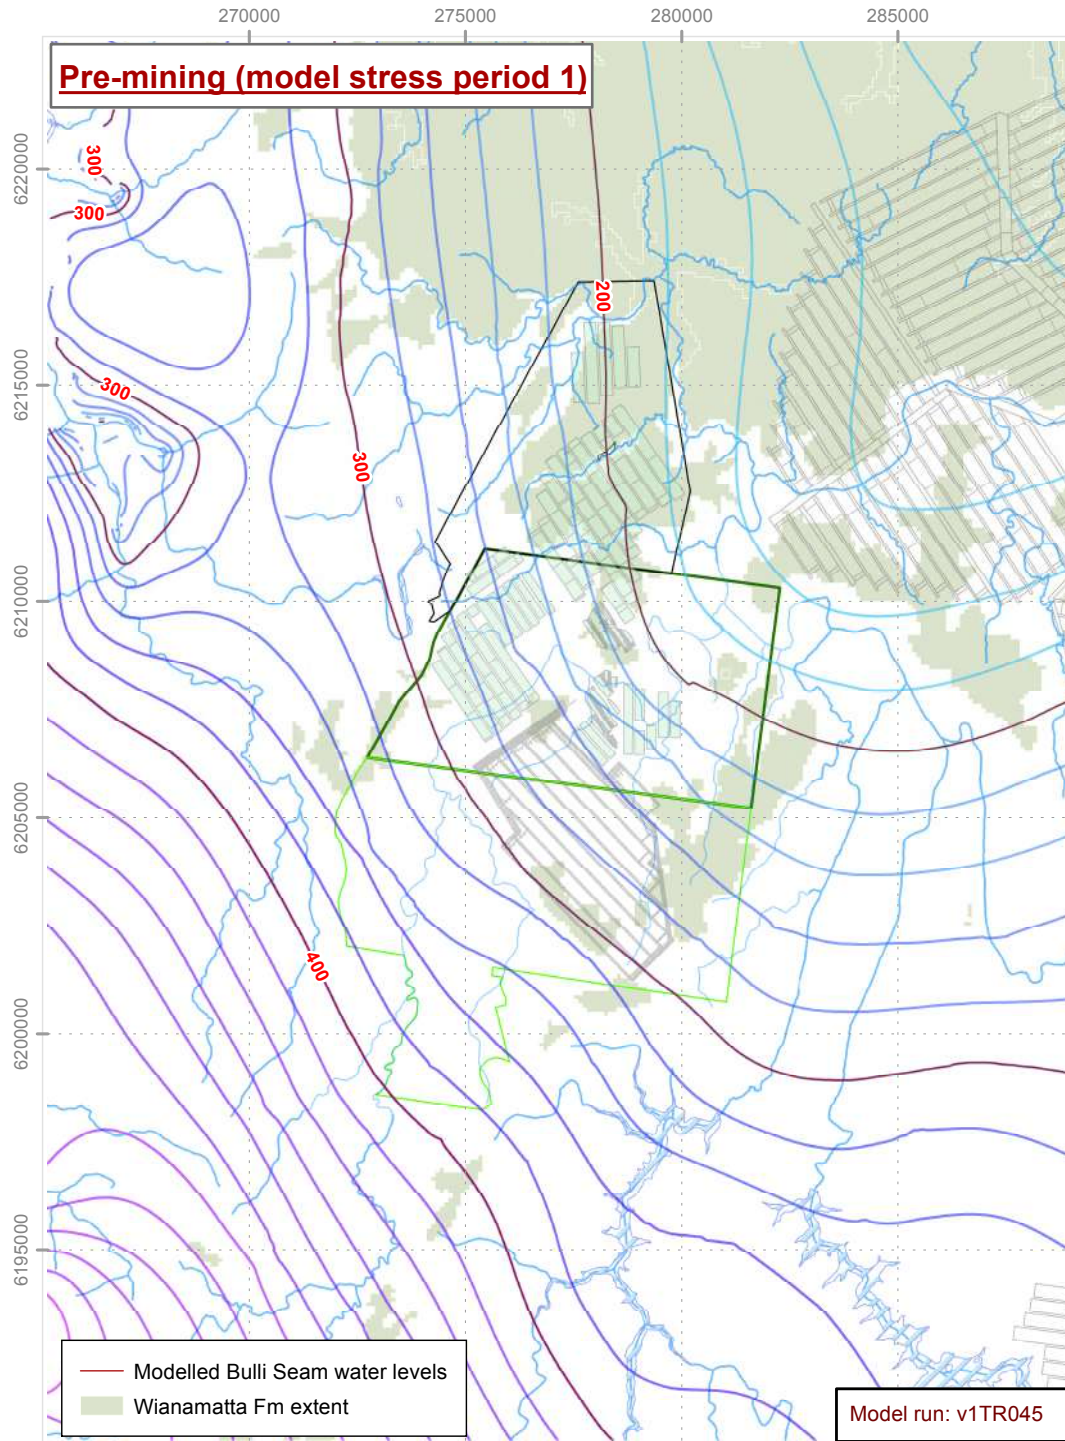 270000 275000 280000 285000
Pre-mining (model stress period 1)
6220000
300
300
200
6215000
300
300
6210000
6205000
400
6200000
6195000
Modelled Bulli Seam water levels
Wianamatta Fm extent
Model run: v1TR045